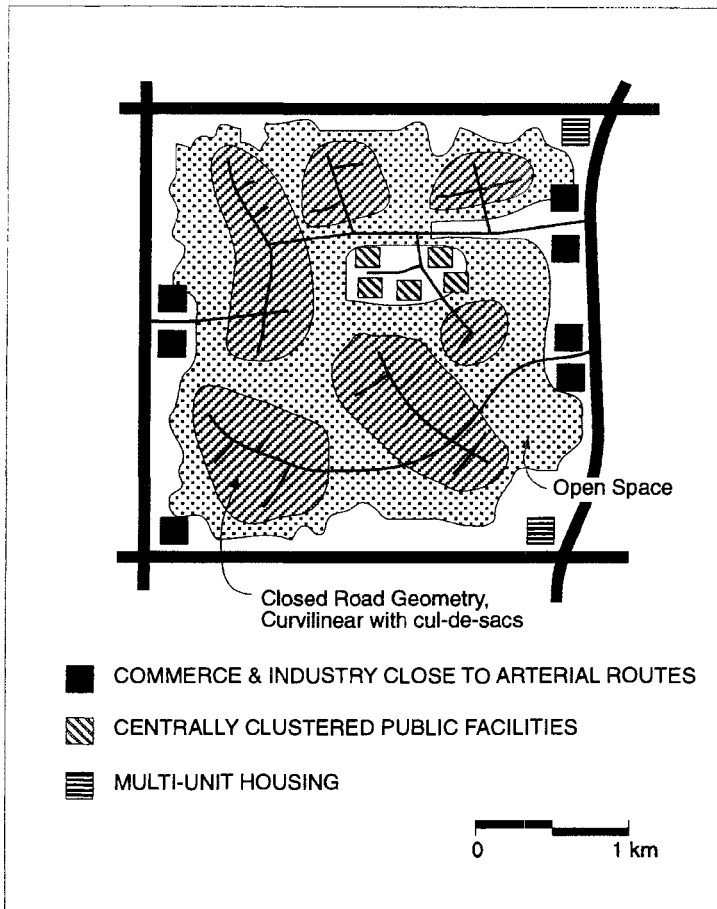 Open Space
Closed Road Geometry,
Curvilinear with cul-de-sacs
COMMERCE & INDUSTRY CLOSE TO ARTERIAL ROUTES
CENTRALLY CLUSTERED PUBLIC FACILITIES
MULTI-UNIT HOUSING
0 1 km